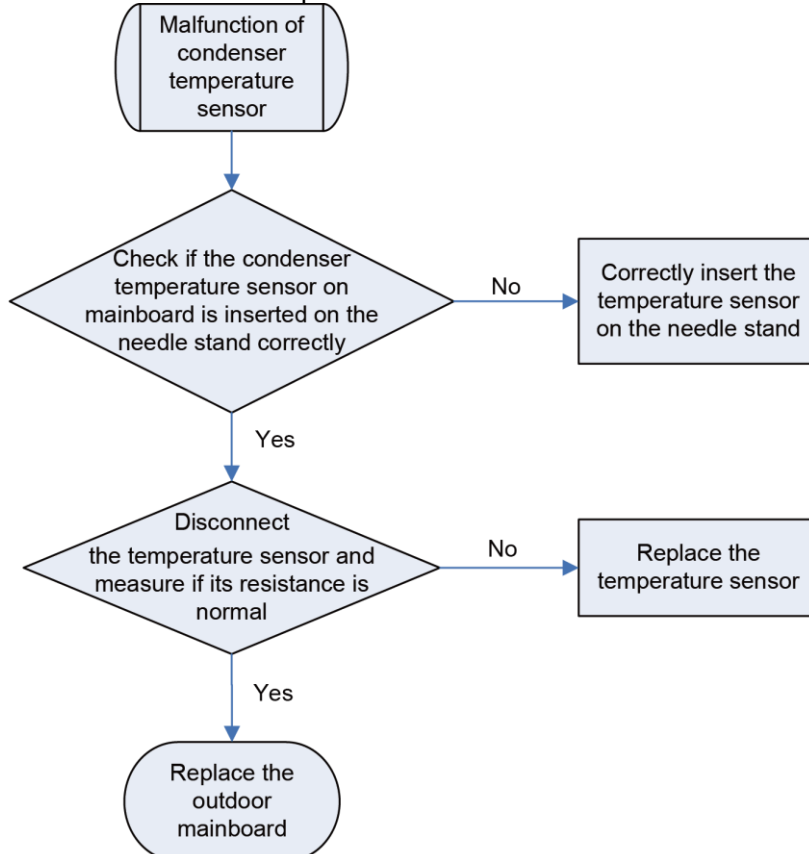 Malfunction of
condenser
temperature
sensor
Check if the condenser
temperature sensor on
mainboard is inserted on the
needle stand correctly
No
Correctly insert the
temperature sensor
on the needle stand
Yes
Disconnect
the temperature sensor and
measure if its resistance is
normal
No
Replace the
temperature sensor
Yes
Replace the
outdoor
mainboard